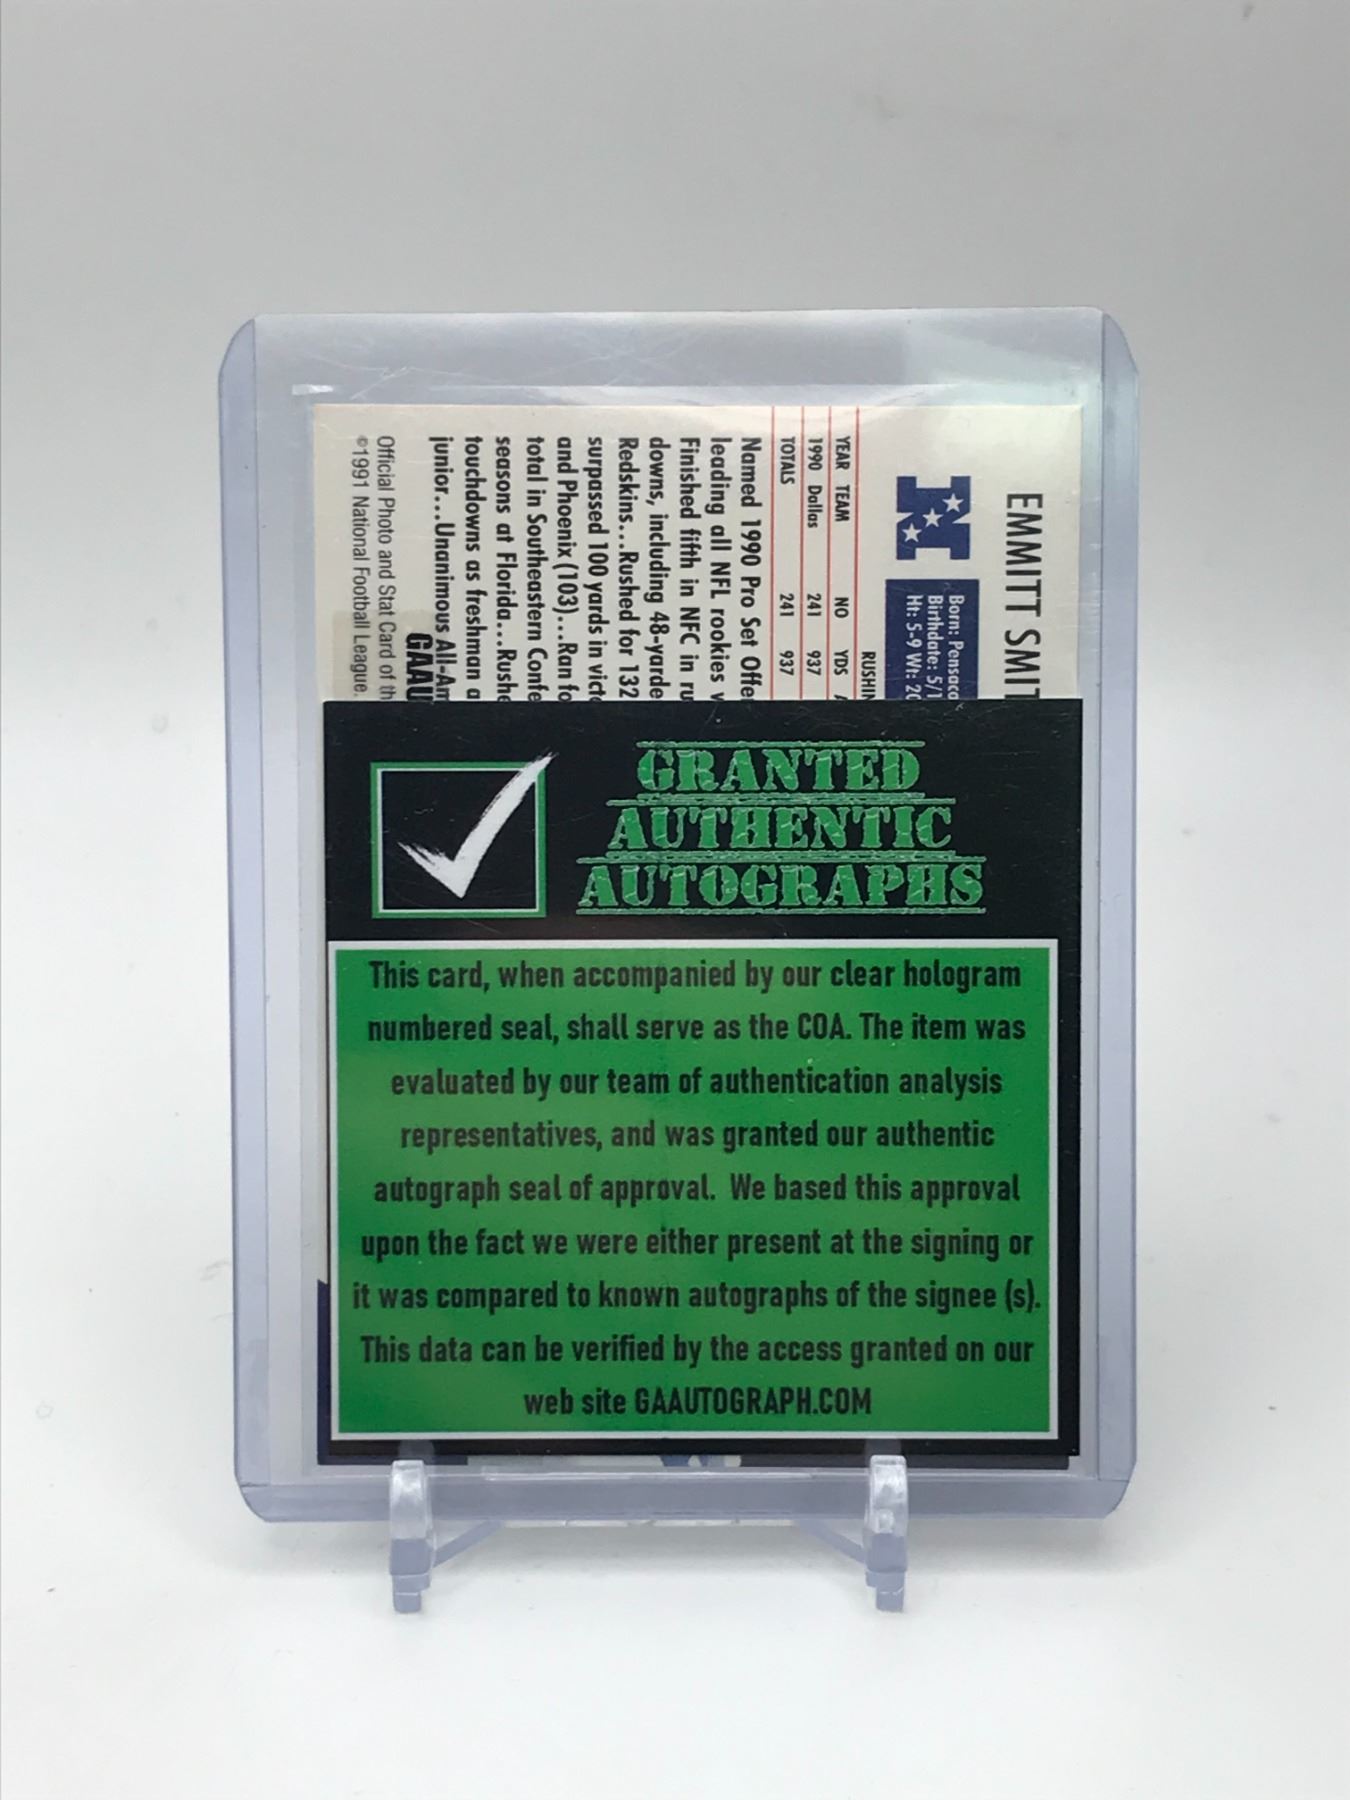 EMMITT SMIT
Born: Pensaco
Birthdate: 5/1
Ht: 5-9 Wt: 20
RUSHIN
YEAR TEAM NO YDS A
1990 Dallas 241 937
TOTALS 241 937
Named 1990 Pro Set Offe
leading all NFL rookies w
Finished fifth in NFC in ru
downs, including 48-yarde
Redskins...Rushed for 132
surpassed 100 yards in victo
and Phoenix (103)...Ran fo
total in Southeastern Confe
seasons at Florida...Rushe
touchdowns as freshman a
junior...Unanimous All-Am
GAAU
Official Photo and Stat Card of th
©1991 National Football League.
GRANTED
AUTHENTIC
AUTOGRAPHS
This card, when accompanied by our clear hologram
numbered seal, shall serve as the COA. The item was
evaluated by our team of authentication analysis
representatives, and was granted our authentic
autograph seal of approval. We based this approval
upon the fact we were either present at the signing or
it was compared to known autographs of the signee (s).
This data can be verified by the access granted on our
web site GAAUTOGRAPH.COM